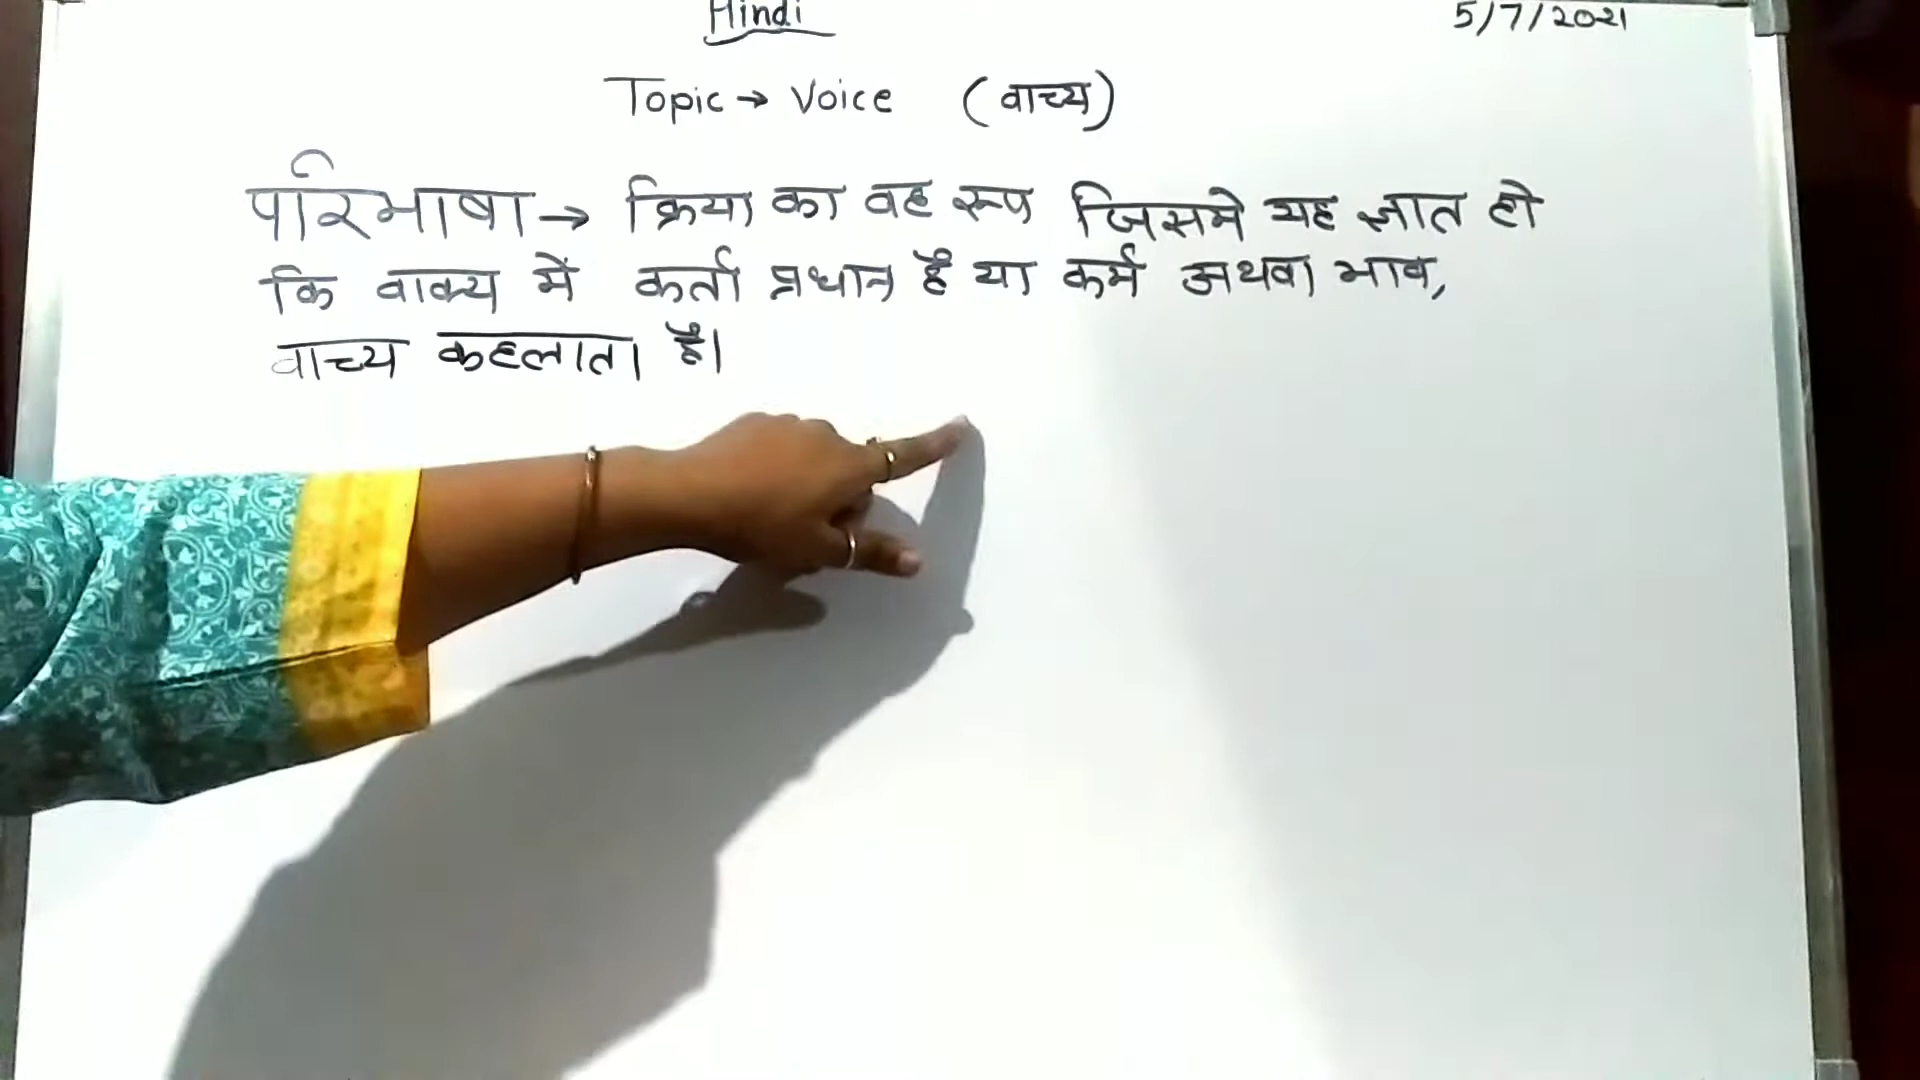 Hindi
5/7/2021
Topic → Voice (वाच्य)
परिभाषा → क्रिया का वह रूप जिसमे यह ज्ञात हो
कि वाक्य में कर्ता प्रधान है या कर्म अथवा भाव,
वाच्य कहलाता है।